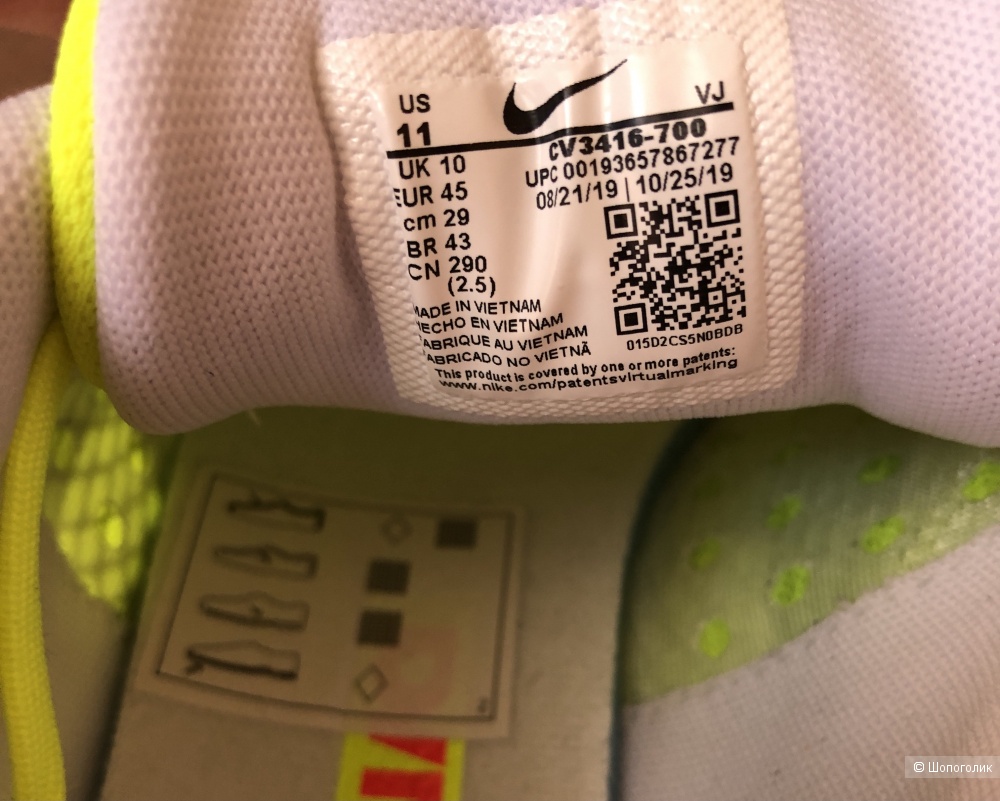 US
11
VJ
CV3416-700
UPC 00193657867277
08/21/19 | 10/25/19
UK 10
EUR 45
cm 29
BR 43
CN 290
(2.5)
MADE IN VIETNAM
HECHO EN VIETNAM
FABRIQUE AU VIETNAM
FABRICADO NO VIETNÃ
015D2CS5N0BDB
This product is covered by one or more patents:
www.nike.com/patentsvirtualmarking
© Шопоголик